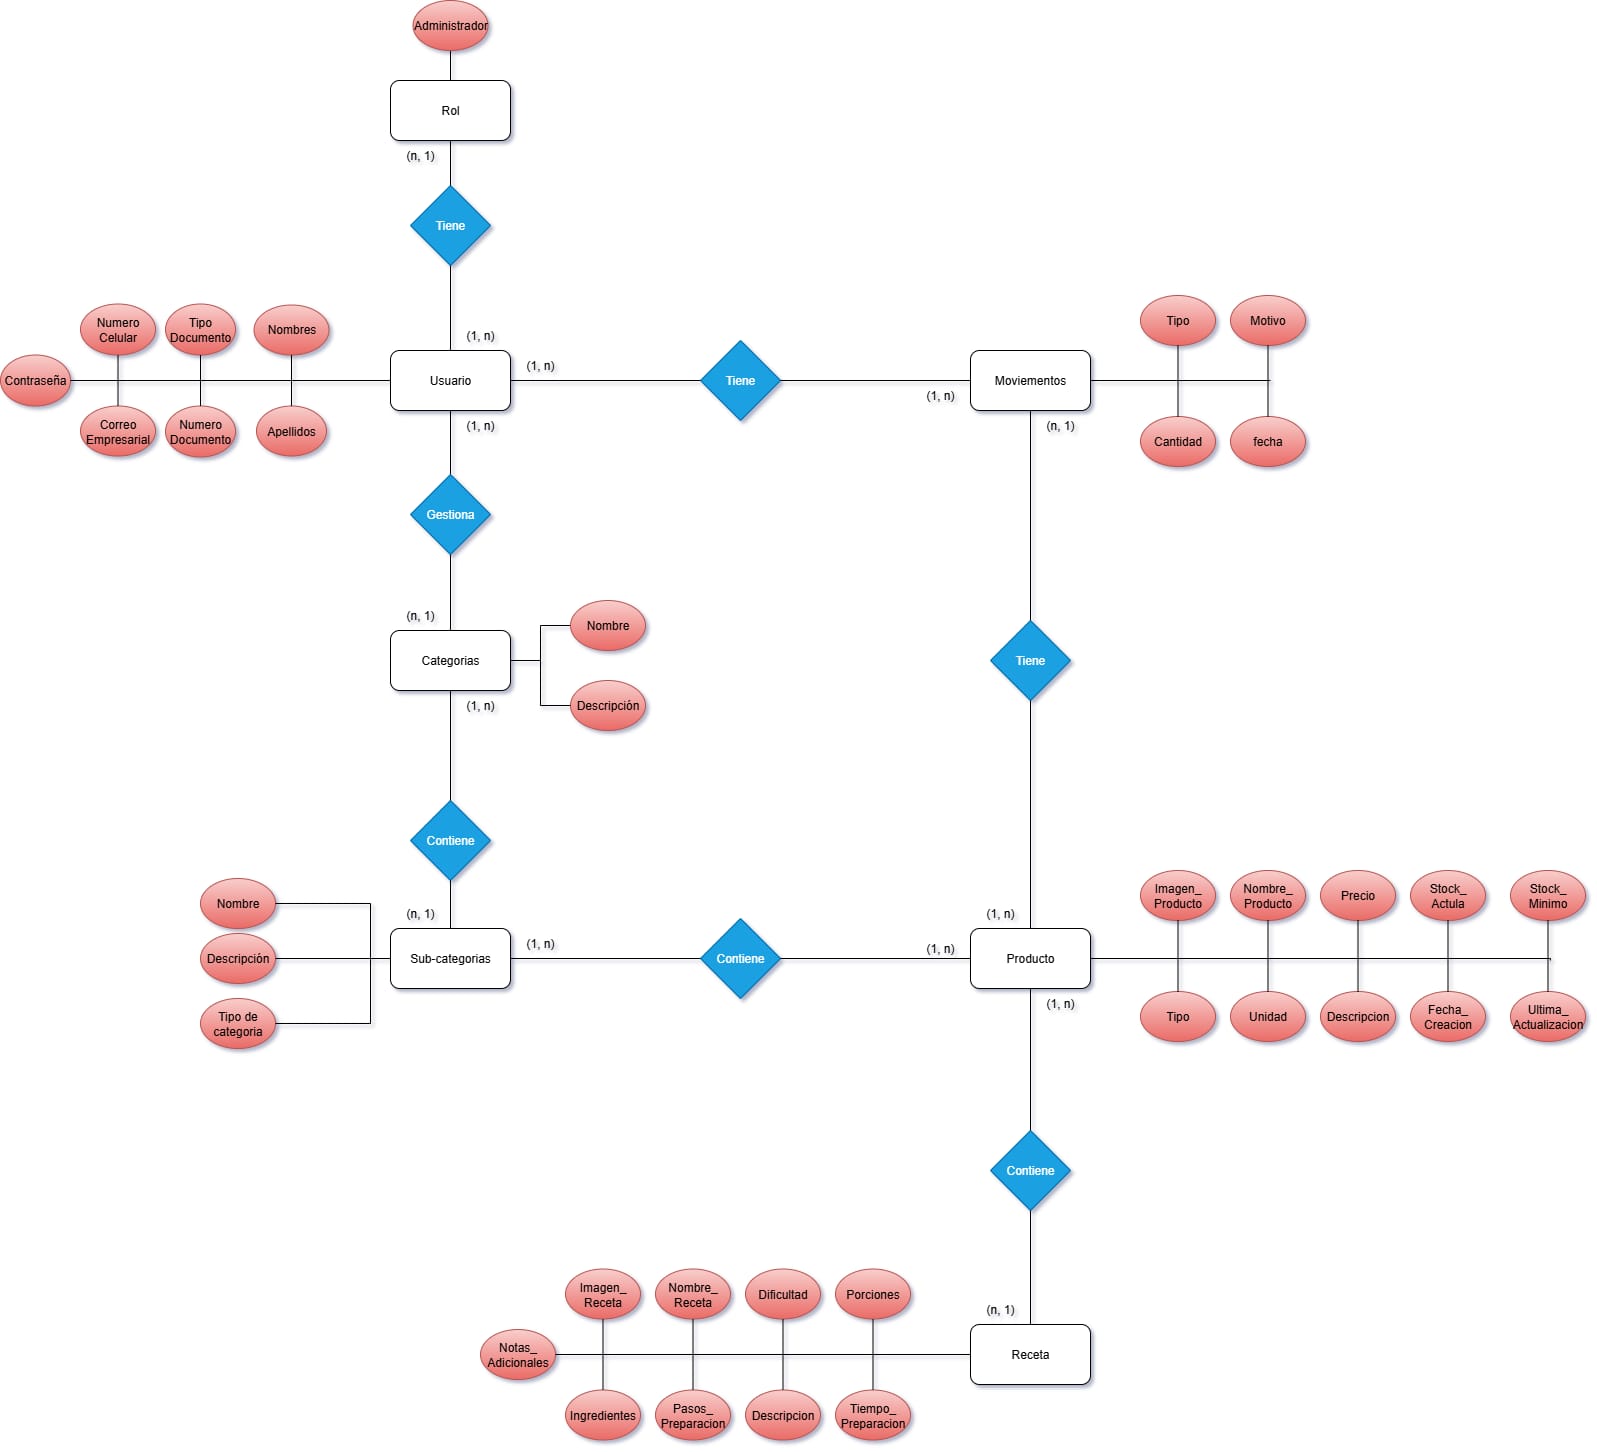 Administrador
Rol
(n, 1)
Tiene
(1, n)
Numero
Celular
Tipo
Documento
Nombres
Contraseña
Correo
Empresarial
Numero
Documento
Apellidos
Usuario
(1, n)
(1, n)
Tiene
(1, n)
Moviementos
(n, 1)
Tipo
Motivo
Cantidad
fecha
Gestiona
(n, 1)
Categorias
(1, n)
Nombre
Descripción
Tiene
Contiene
(n, 1)
Nombre
Descripción
Tipo de
categoria
Sub-categorias
(1, n)
Contiene
(1, n)
(1, n)
Producto
(1, n)
Imagen_
Producto
Nombre_
Producto
Precio
Stock_
Actula
Stock_
Minimo
Tipo
Unidad
Descripcion
Fecha_
Creacion
Ultima_
Actualizacion
Contiene
(n, 1)
Receta
Imagen_
Receta
Nombre_
Receta
Dificultad
Porciones
Notas_
Adicionales
Ingredientes
Pasos_
Preparacion
Descripcion
Tiempo_
Preparacion